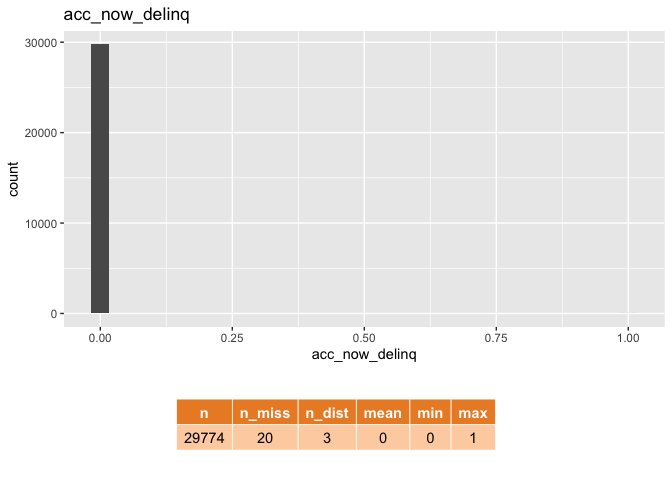 acc_now_delinq
30000
20000
10000
0
count
0.00 0.25 0.50 0.75 1.00
acc_now_delinq
n n_miss n_dist mean min max
29774 20 3 0 0 1